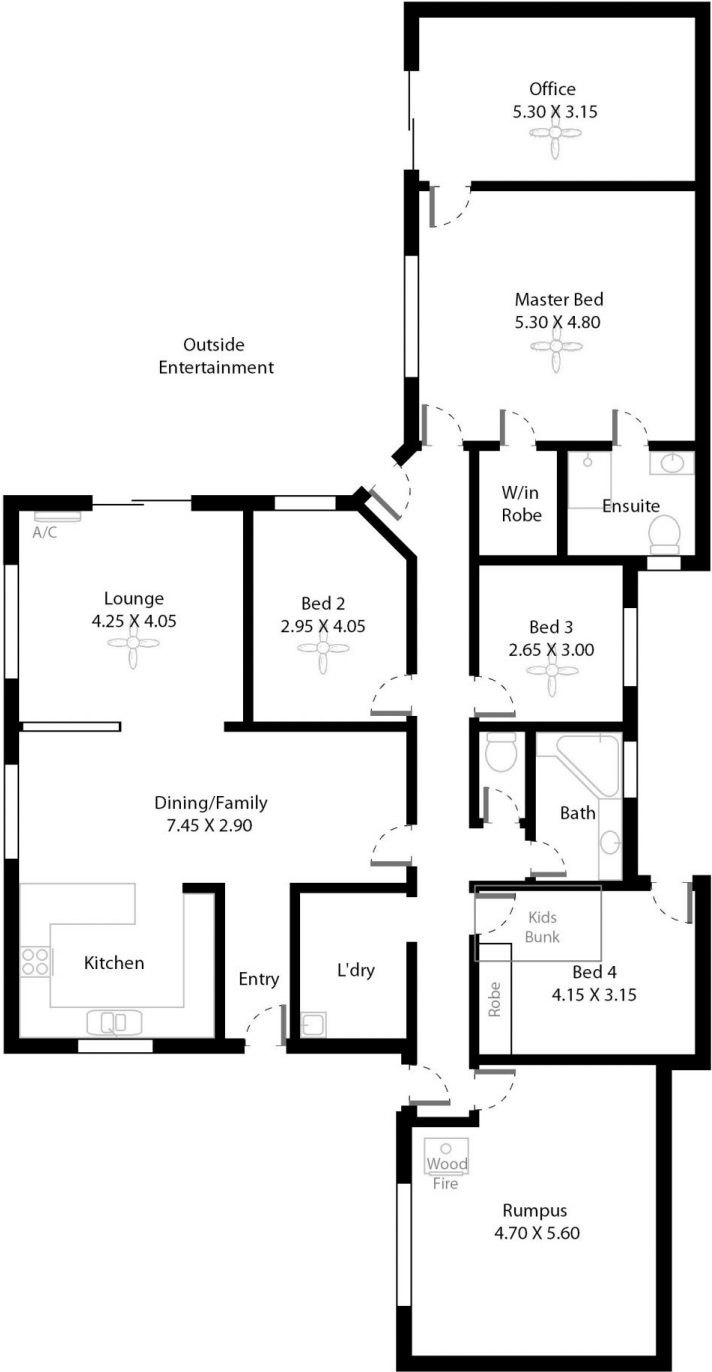 Office
5.30 X 3.15
Master Bed
5.30 X 4.80
Outside
Entertainment
W/in
Robe
Ensuite
A/C
Lounge
4.25 X 4.05
Bed 2
2.95 X 4.05
Bed 3
2.65 X 3.00
Dining/Family
7.45 X 2.90
Bath
Kitchen
Entry
L'dry
Kids
Bunk
Bed 4
4.15 X 3.15
Robe
Wood
Fire
Rumpus
4.70 X 5.60